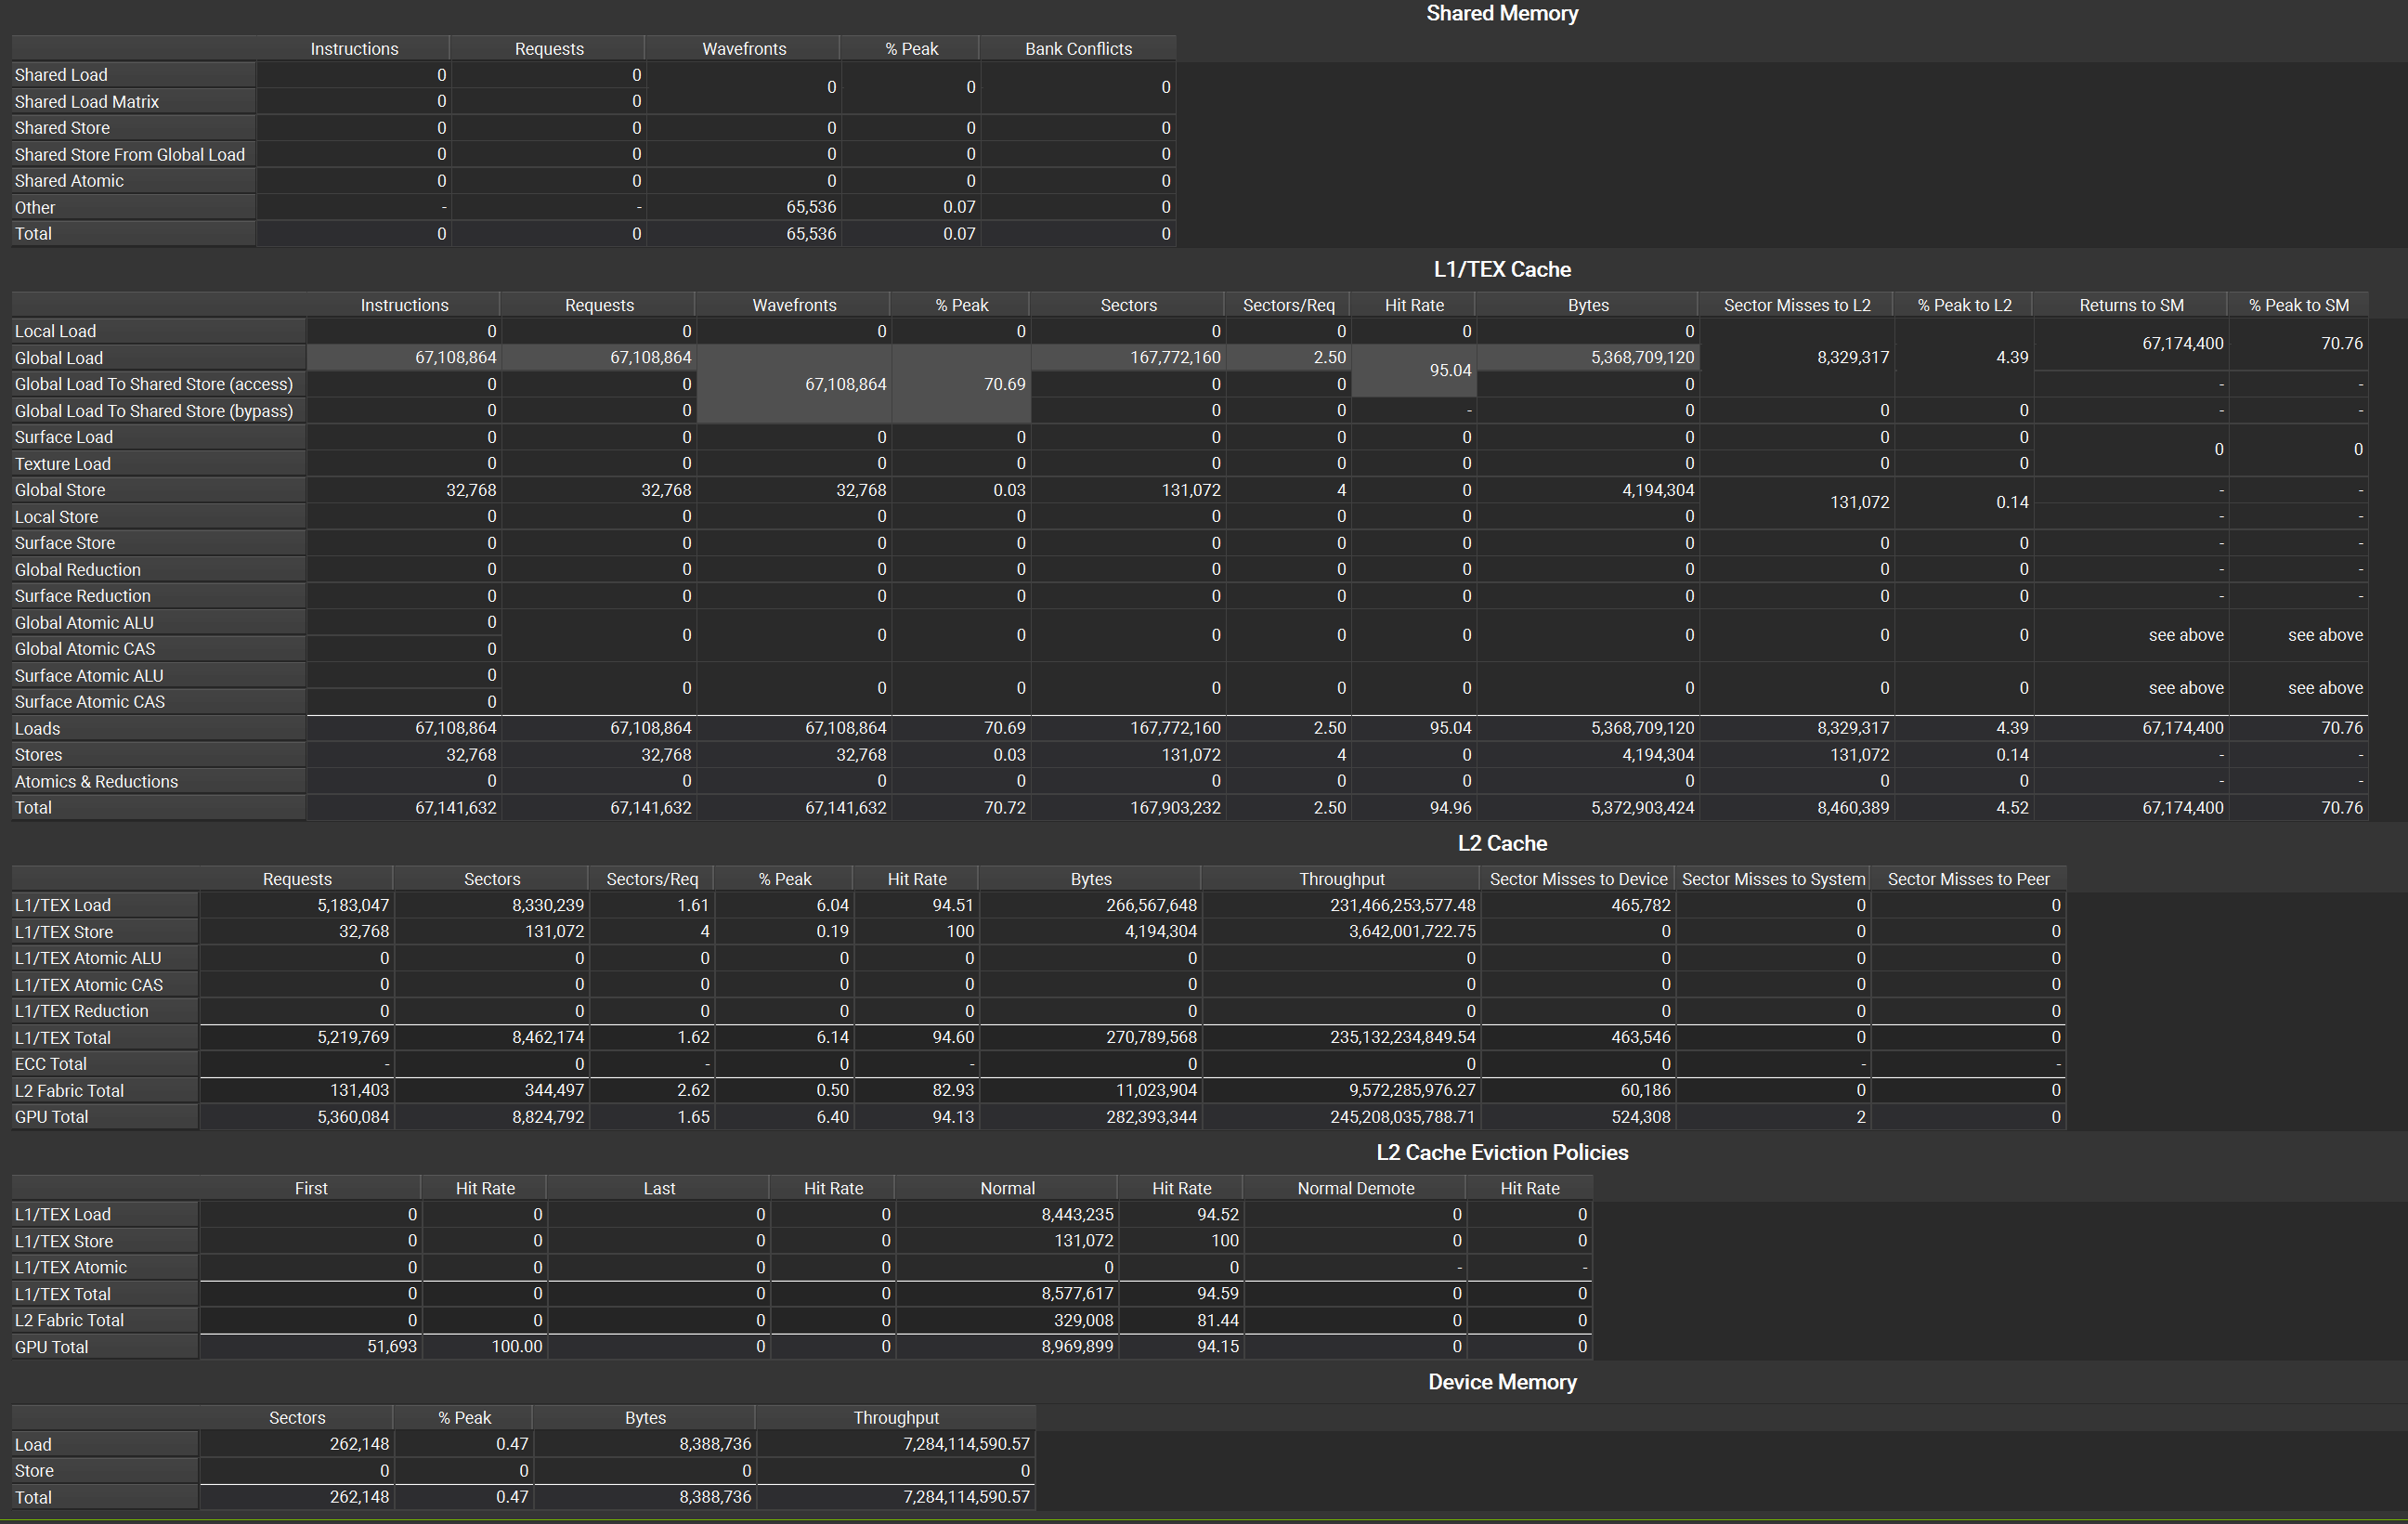 Shared Memory
Instructions Requests Wavefronts % Peak Bank Conflicts
Shared Load 0 0 0 0 0
Shared Load Matrix 0 0
Shared Store 0 0 0 0 0
Shared Store From Global Load 0 0 0 0 0
Shared Atomic 0 0 0 0 0
Other - - 65,536 0.07 0
Total 0 0 65,536 0.07 0
L1/TEX Cache
Instructions Requests Wavefronts % Peak Sectors Sectors/Req Hit Rate Bytes Sector Misses to L2 % Peak to L2 Returns to SM % Peak to SM
Local Load 0 0 0 0 0 0 0 0 67,174,400 70.76
Global Load 67,108,864 67,108,864 67,108,864 70.69 167,772,160 2.50 95.04 5,368,709,120 8,329,317 4.39
Global Load To Shared Store (access) 0 0 0 0 0 - -
Global Load To Shared Store (bypass) 0 0 0 0 - 0 0 0 - -
Surface Load 0 0 0 0 0 0 0 0 0 0 0 0
Texture Load 0 0 0 0 0 0 0 0 0 0
Global Store 32,768 32,768 32,768 0.03 131,072 4 0 4,194,304 131,072 0.14 - -
Local Store 0 0 0 0 0 0 0 0 - -
Surface Store 0 0 0 0 0 0 0 0 0 0 - -
Global Reduction 0 0 0 0 0 0 0 0 0 0 - -
Surface Reduction 0 0 0 0 0 0 0 0 0 0 - -
Global Atomic ALU 0 0 0 0 0 0 0 0 0 0 see above see above
Global Atomic CAS 0
Surface Atomic ALU 0 0 0 0 0 0 0 0 0 0 see above see above
Surface Atomic CAS 0
Loads 67,108,864 67,108,864 67,108,864 70.69 167,772,160 2.50 95.04 5,368,709,120 8,329,317 4.39 67,174,400 70.76
Stores 32,768 32,768 32,768 0.03 131,072 4 0 4,194,304 131,072 0.14 - -
Atomics & Reductions 0 0 0 0 0 0 0 0 0 0 - -
Total 67,141,632 67,141,632 67,141,632 70.72 167,903,232 2.50 94.96 5,372,903,424 8,460,389 4.52 67,174,400 70.76
L2 Cache
Requests Sectors Sectors/Req % Peak Hit Rate Bytes Throughput Sector Misses to Device Sector Misses to System Sector Misses to Peer
L1/TEX Load 5,183,047 8,330,239 1.61 6.04 94.51 266,567,648 231,466,253,577.48 465,782 0 0
L1/TEX Store 32,768 131,072 4 0.19 100 4,194,304 3,642,001,722.75 0 0 0
L1/TEX Atomic ALU 0 0 0 0 0 0 0 0 0 0
L1/TEX Atomic CAS 0 0 0 0 0 0 0 0 0 0
L1/TEX Reduction 0 0 0 0 0 0 0 0 0 0
L1/TEX Total 5,219,769 8,462,174 1.62 6.14 94.60 270,789,568 235,132,234,849.54 463,546 0 0
ECC Total - 0 - 0 - 0 0 0 - -
L2 Fabric Total 131,403 344,497 2.62 0.50 82.93 11,023,904 9,572,285,976.27 60,186 0 0
GPU Total 5,360,084 8,824,792 1.65 6.40 94.13 282,393,344 245,208,035,788.71 524,308 2 0
L2 Cache Eviction Policies
First Hit Rate Last Hit Rate Normal Hit Rate Normal Demote Hit Rate
L1/TEX Load 0 0 0 0 8,443,235 94.52 0 0
L1/TEX Store 0 0 0 0 131,072 100 0 0
L1/TEX Atomic 0 0 0 0 0 0 - -
L1/TEX Total 0 0 0 0 8,577,617 94.59 0 0
L2 Fabric Total 0 0 0 0 329,008 81.44 0 0
GPU Total 51,693 100.00 0 0 8,969,899 94.15 0 0
Device Memory
Sectors % Peak Bytes Throughput
Load 262,148 0.47 8,388,736 7,284,114,590.57
Store 0 0 0 0
Total 262,148 0.47 8,388,736 7,284,114,590.57